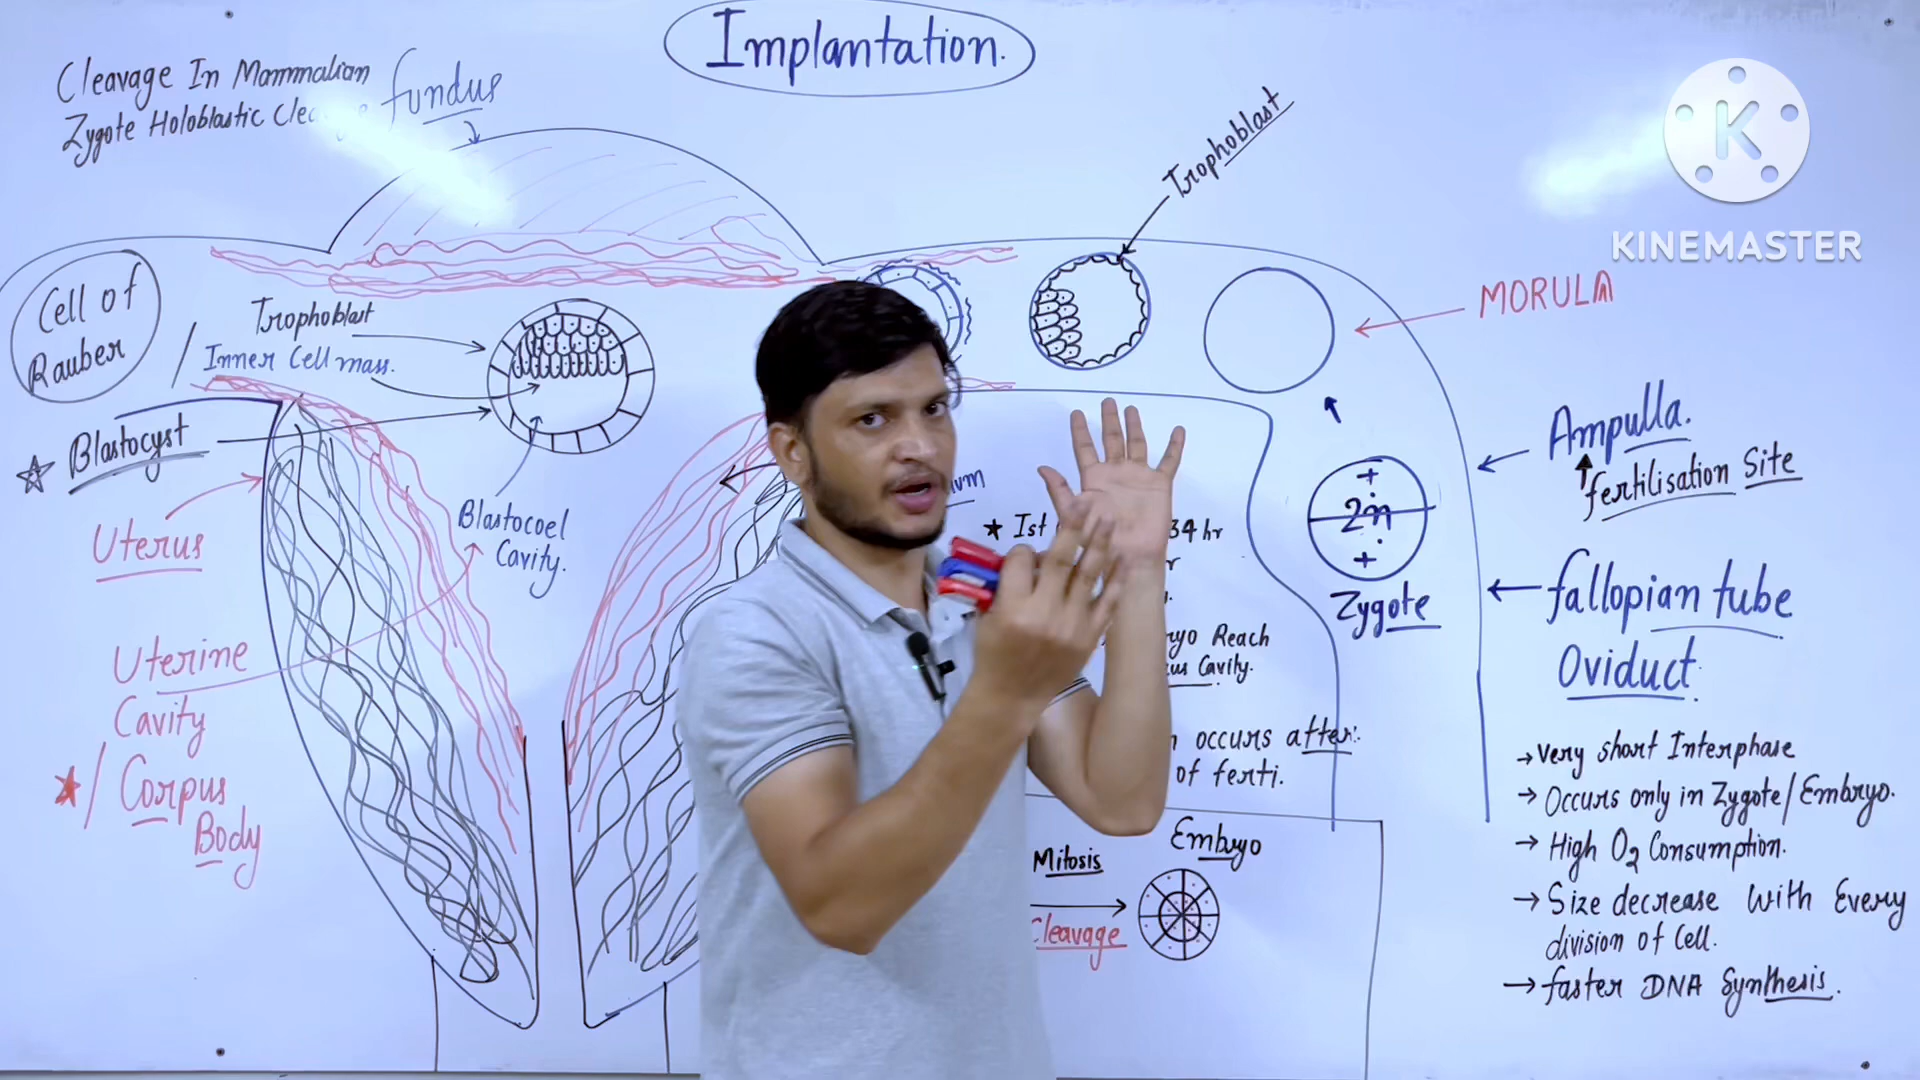 Implantation.
Cleavage In Mammalian
Zygote Holoblastic
fundus
Trophoblast
KINEMASTER
Cell of
Rauber
Trophoblast
Inner Cell mass.
MORULA
Blastocyst
Ampulla.
fertilisation Site
Uterus
Blastocoel
Cavity.
Ist
34 hr
2n
Zygote
fallopian tube
Oviduct
Reach
Cavity.
Uterine
Cavity
Corpus
Body
occurs after:
of ferti.
Mitosis
Cleavage
Embryo
→ Very short Interphase
→ Occurs only in Zygote/Embryo.
→ High O2 Consumption.
→ Size decrease With Every
division of Cell.
→ faster DNA Synthesis.